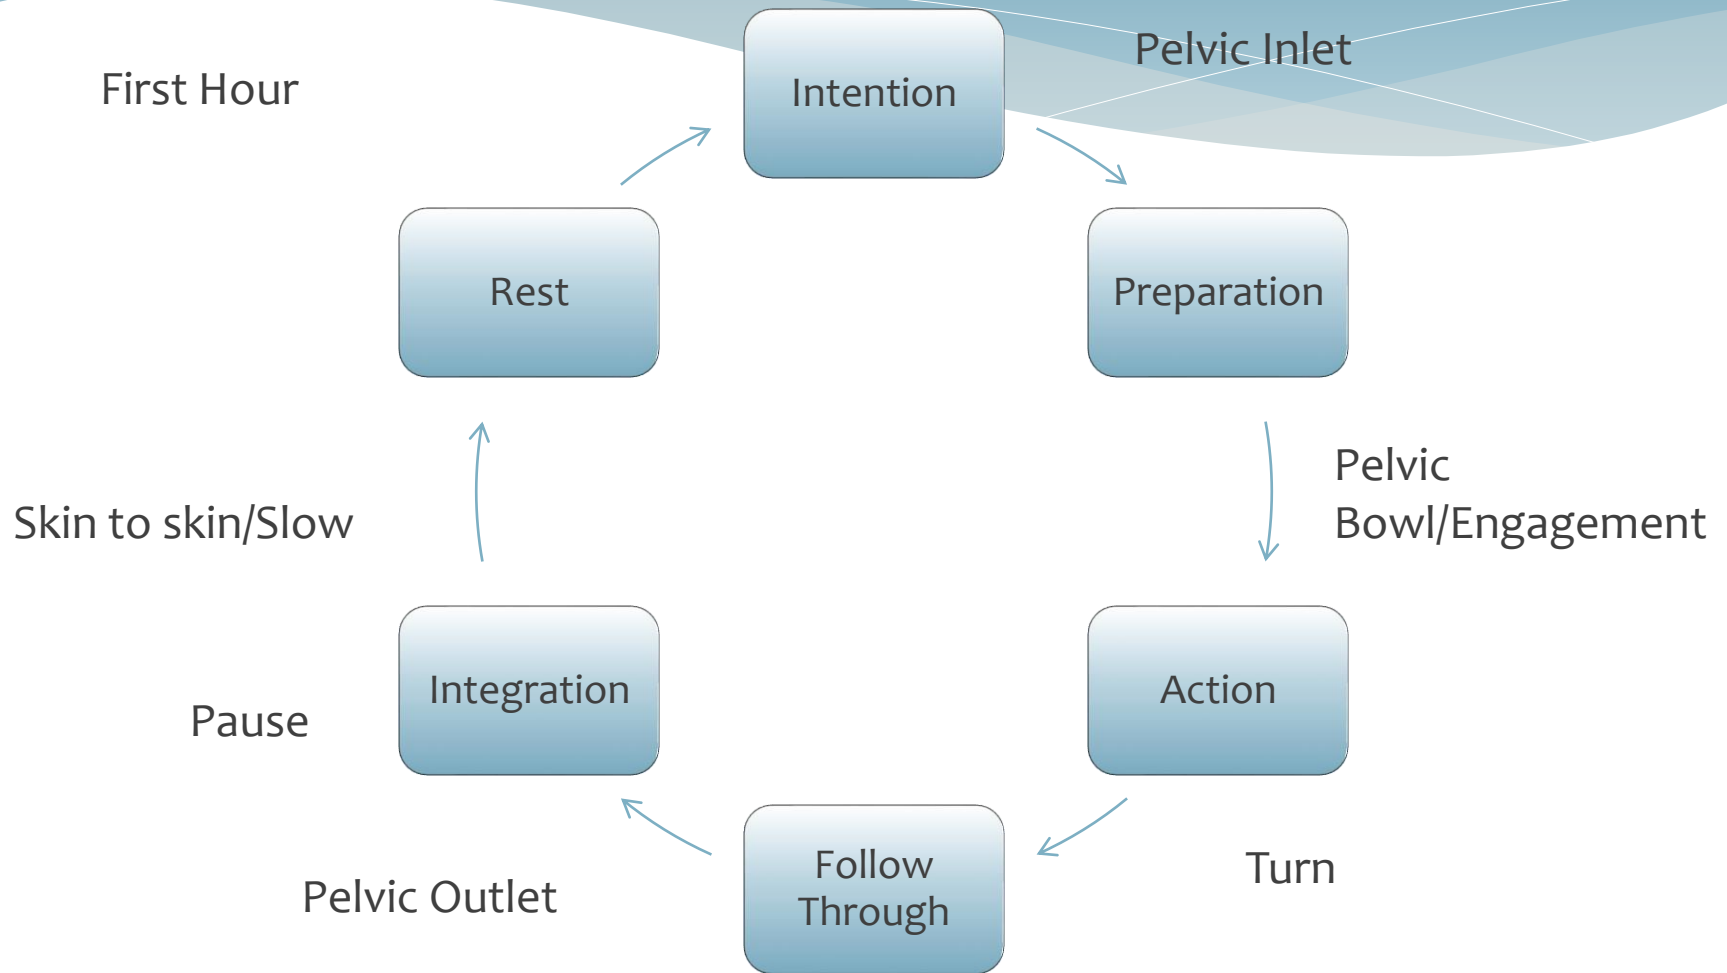 First Hour
Intention
Pelvic Inlet
Rest
Preparation
Skin to skin/Slow
Pelvic
Bowl/Engagement
Integration
Action
Pause
Follow
Through
Turn
Pelvic Outlet